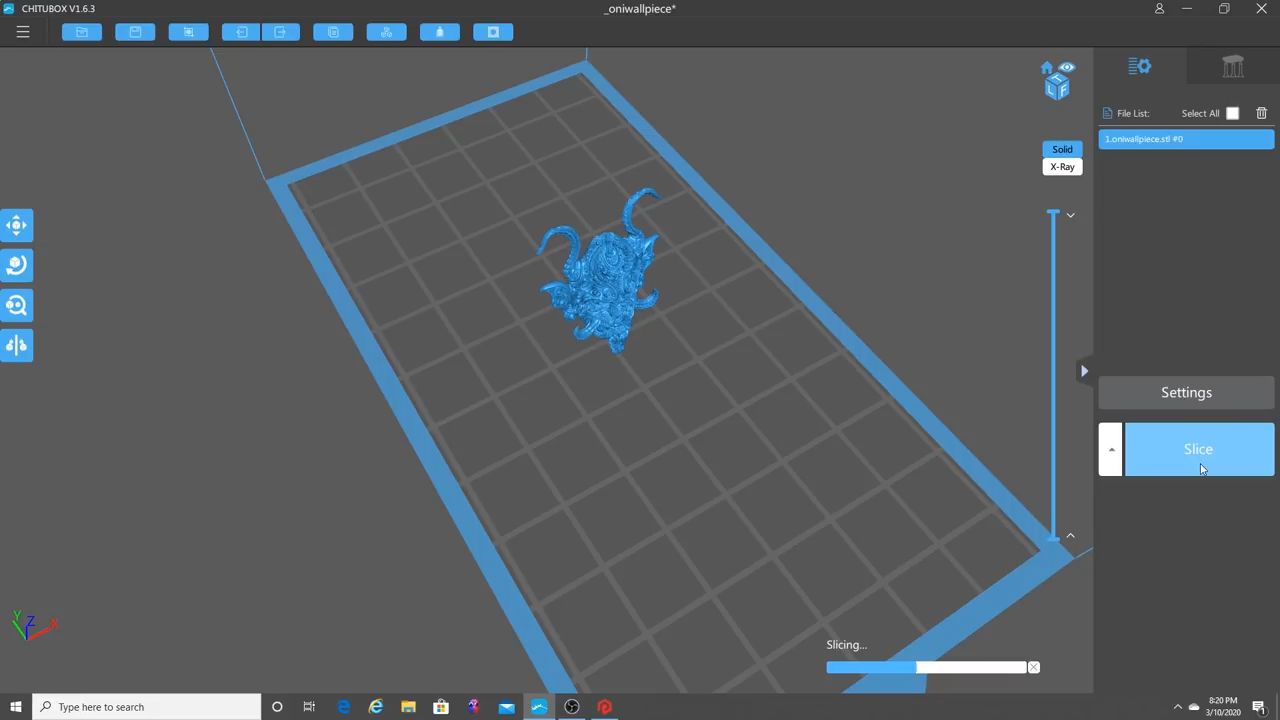 CHITUBOX V1.6.3
_oniwallpiece*
File List:
Select All
1.oniwallpiece.stl #0
Solid
X-Ray
Settings
Slice
Slicing...
Type here to search
8:20 PM
3/10/2020